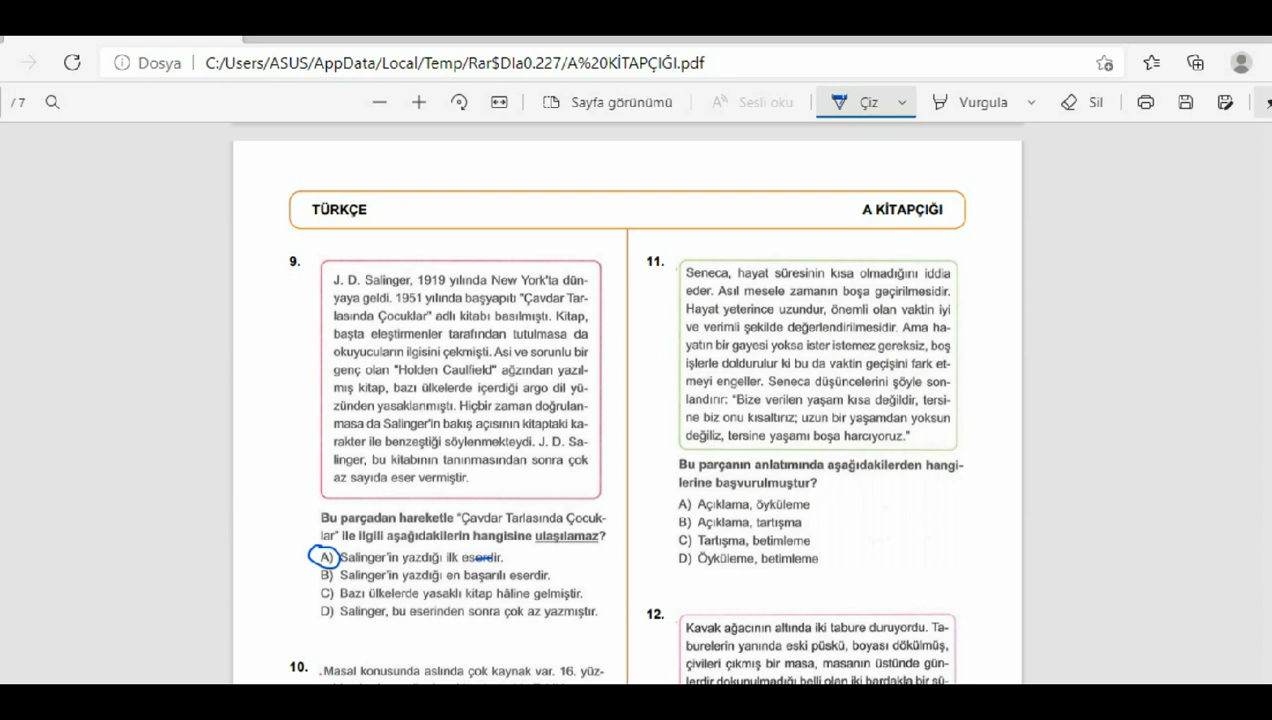 Dosya C:/Users/ASUS/AppData/Local/Temp/Rar$DIa0.227/A%20KİTAPÇIĞI.pdf
/ 7 Sayfa görünümü Sesli oku Çiz Vurgula Sil
TÜRKÇE A KİTAPÇIĞI
9.
J. D. Salinger, 1919 yılında New York'ta dün-
yaya geldi. 1951 yılında başyapıtı "Çavdar Tar-
lasında Çocuklar" adlı kitabı basılmıştı. Kitap,
başta eleştirmenler tarafından tutulmasa da
okuyucuların ilgisini çekmişti. Asi ve sorunlu bir
genç olan "Holden Caulfield" ağzından yazıl-
mış kitap, bazı ülkelerde içerdiği argo dil yü-
zünden yasaklanmıştı. Hiçbir zaman doğrulan-
masa da Salinger'in bakış açısının kitaptaki ka-
rakter ile benzeştiği söylenmekteydi. J. D. Sa-
linger, bu kitabının tanınmasından sonra çok
az sayıda eser vermiştir.
Bu parçadan hareketle "Çavdar Tarlasında Çocuk-
lar" ile ilgili aşağıdakilerin hangisine ulaşılamaz?
A) Salinger'in yazdığı ilk eserdir.
B) Salinger'in yazdığı en başarılı eserdir.
C) Bazı ülkelerde yasaklı kitap hâline gelmiştir.
D) Salinger, bu eserinden sonra çok az yazmıştır.
10. Masal konusunda aslında çok kaynak var. 16. yüz-
11.
Seneca, hayat süresinin kısa olmadığını iddia
eder. Asıl mesele zamanın boşa geçirilmesidir.
Hayat yeterince uzundur, önemli olan vaktin iyi
ve verimli şekilde değerlendirilmesidir. Ama ha-
yatın bir gayesi yoksa ister istemez gereksiz, boş
işlerle doldurulur ki bu da vaktin geçişini fark et-
meyi engeller. Seneca düşüncelerini şöyle son-
landırır: "Bize verilen yaşam kısa değildir, tersi-
ne biz onu kısaltırız; uzun bir yaşamdan yoksun
değiliz, tersine yaşamı boşa harcıyoruz."
Bu parçanın anlatımında aşağıdakilerden hangi-
lerine başvurulmuştur?
A) Açıklama, öyküleme
B) Açıklama, tartışma
C) Tartışma, betimleme
D) Öyküleme, betimleme
12.
Kavak ağacının altında iki tabure duruyordu. Ta-
burelerin yanında eski püskü, boyası dökülmüş,
çivileri çıkmış bir masa, masanın üstünde gün-
lerdir dokunulmadığı belli olan iki bardakla bir sü-